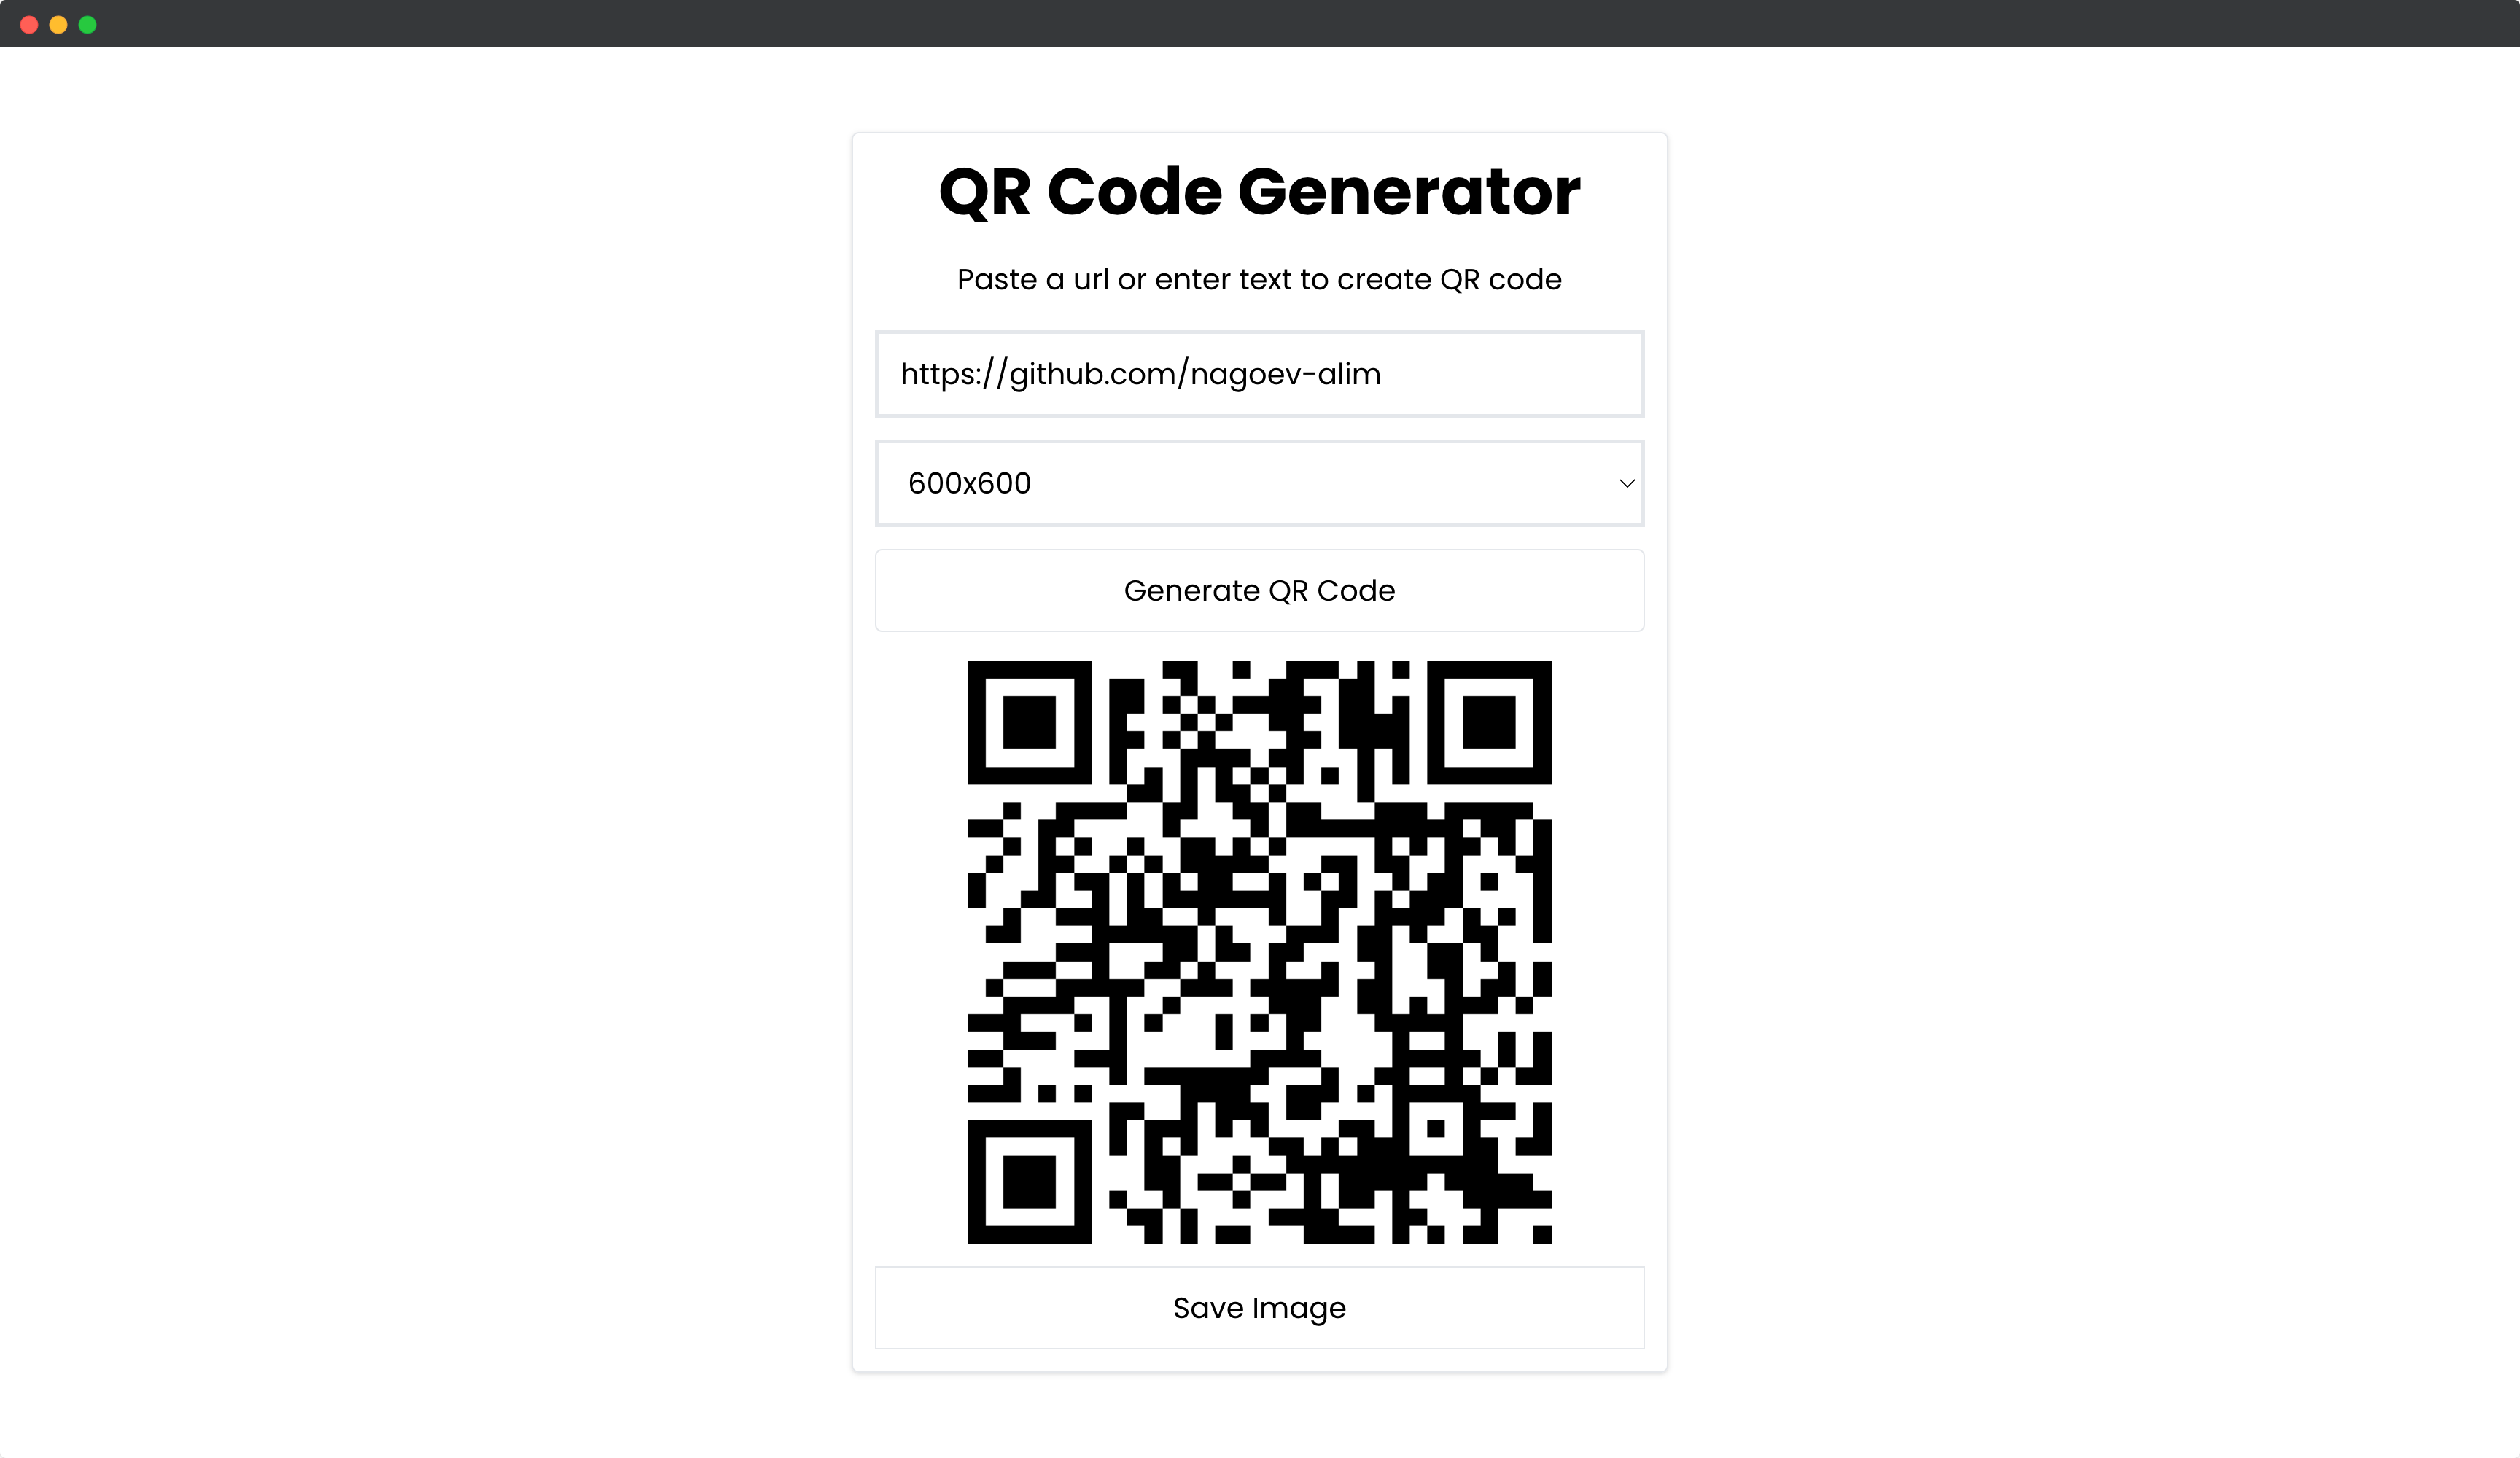 QR Code Generator
Paste a url or enter text to create QR code
https://github.com/nagoev-alim
600x600
Generate QR Code
Save Image